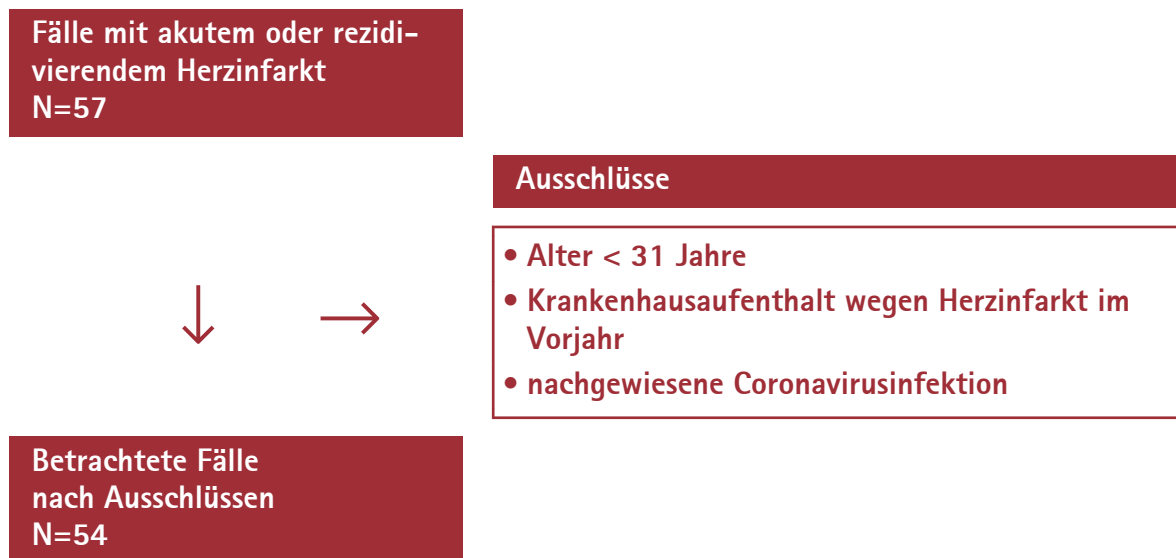 Fälle mit akutem oder rezidi-
vierendem Herzinfarkt
N=57
Ausschlüsse
• Alter < 31 Jahre
• Krankenhausaufenthalt wegen Herzinfarkt im
Vorjahr
• nachgewiesene Coronavirusinfektion
Betrachtete Fälle
nach Ausschlüssen
N=54